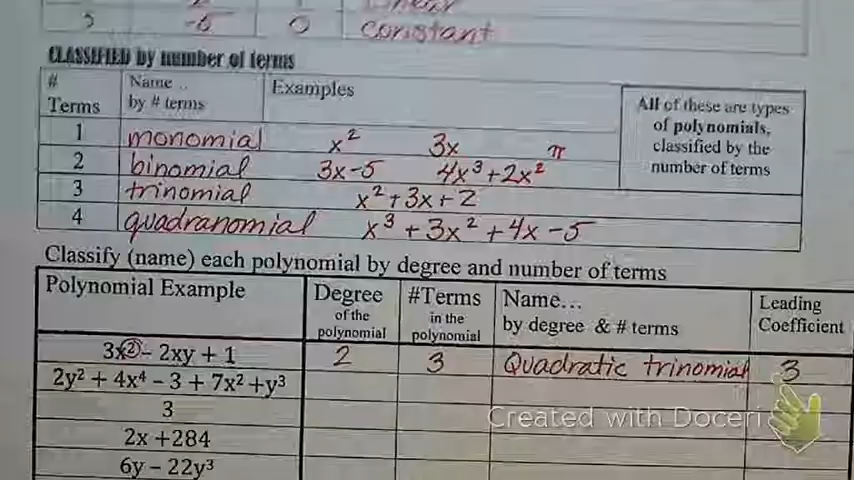 -5 0 constant
CLASSIFIED by number of terms
# Terms Name... by # terms Examples
All of these are types of polynomials, classified by the number of terms
1 monomial x² 3x π
2 binomial 3x-5 4x³+2x²
3 trinomial x²+3x+2
4 quadranomial x³+3x²+4x-5
Classify (name) each polynomial by degree and number of terms
Polynomial Example Degree of the polynomial #Terms in the polynomial Name... by degree & # terms Leading Coefficient
3x² – 2xy + 1 2 3 Quadratic trinomial 3
2y² + 4x⁴ – 3 + 7x² +y³
3
2x +284
6y – 22y³
Created with Doceri